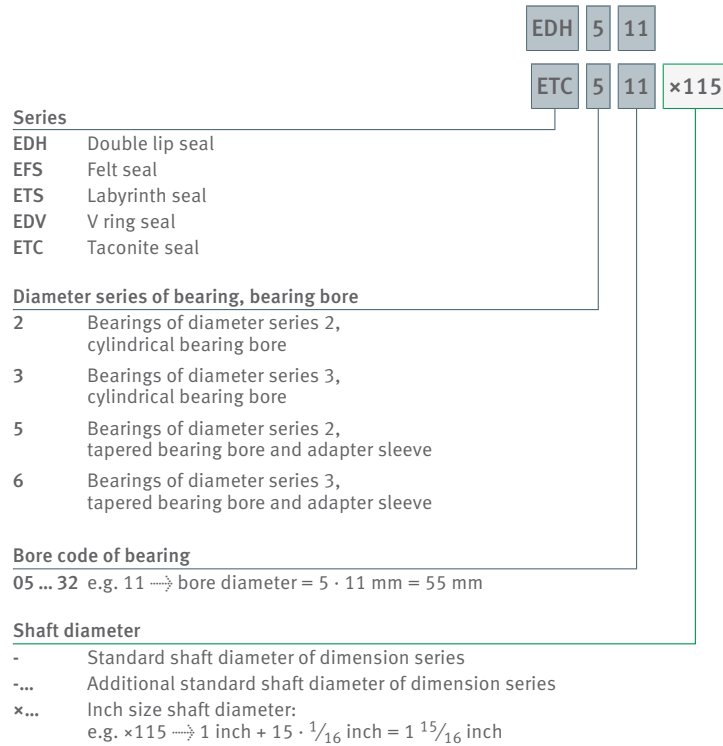 EDH 5 11
ETC 5 11 ×115
Series
EDH Double lip seal
EFS Felt seal
ETS Labyrinth seal
EDV V ring seal
ETC Taconite seal
Diameter series of bearing, bearing bore
2 Bearings of diameter series 2,
cylindrical bearing bore
3 Bearings of diameter series 3,
cylindrical bearing bore
5 Bearings of diameter series 2,
tapered bearing bore and adapter sleeve
6 Bearings of diameter series 3,
tapered bearing bore and adapter sleeve
Bore code of bearing
05 ... 32 e.g. 11 → bore diameter = 5 · 11 mm = 55 mm
Shaft diameter
- Standard shaft diameter of dimension series
-... Additional standard shaft diameter of dimension series
×... Inch size shaft diameter:
e.g. ×115 → 1 inch + 15 · 1/16 inch = 1 15/16 inch